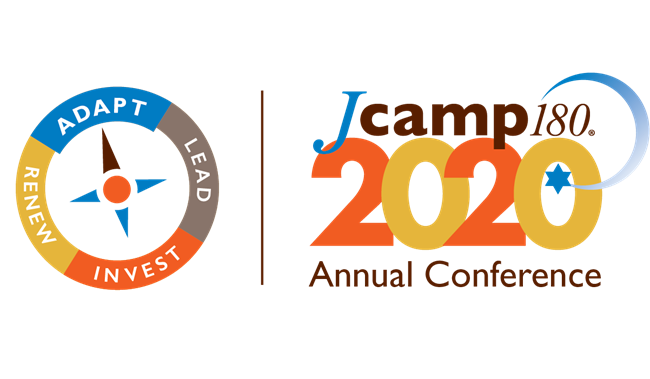 ADAPT
LEAD
INVEST
RENEW
Jcamp180®
2020
Annual Conference